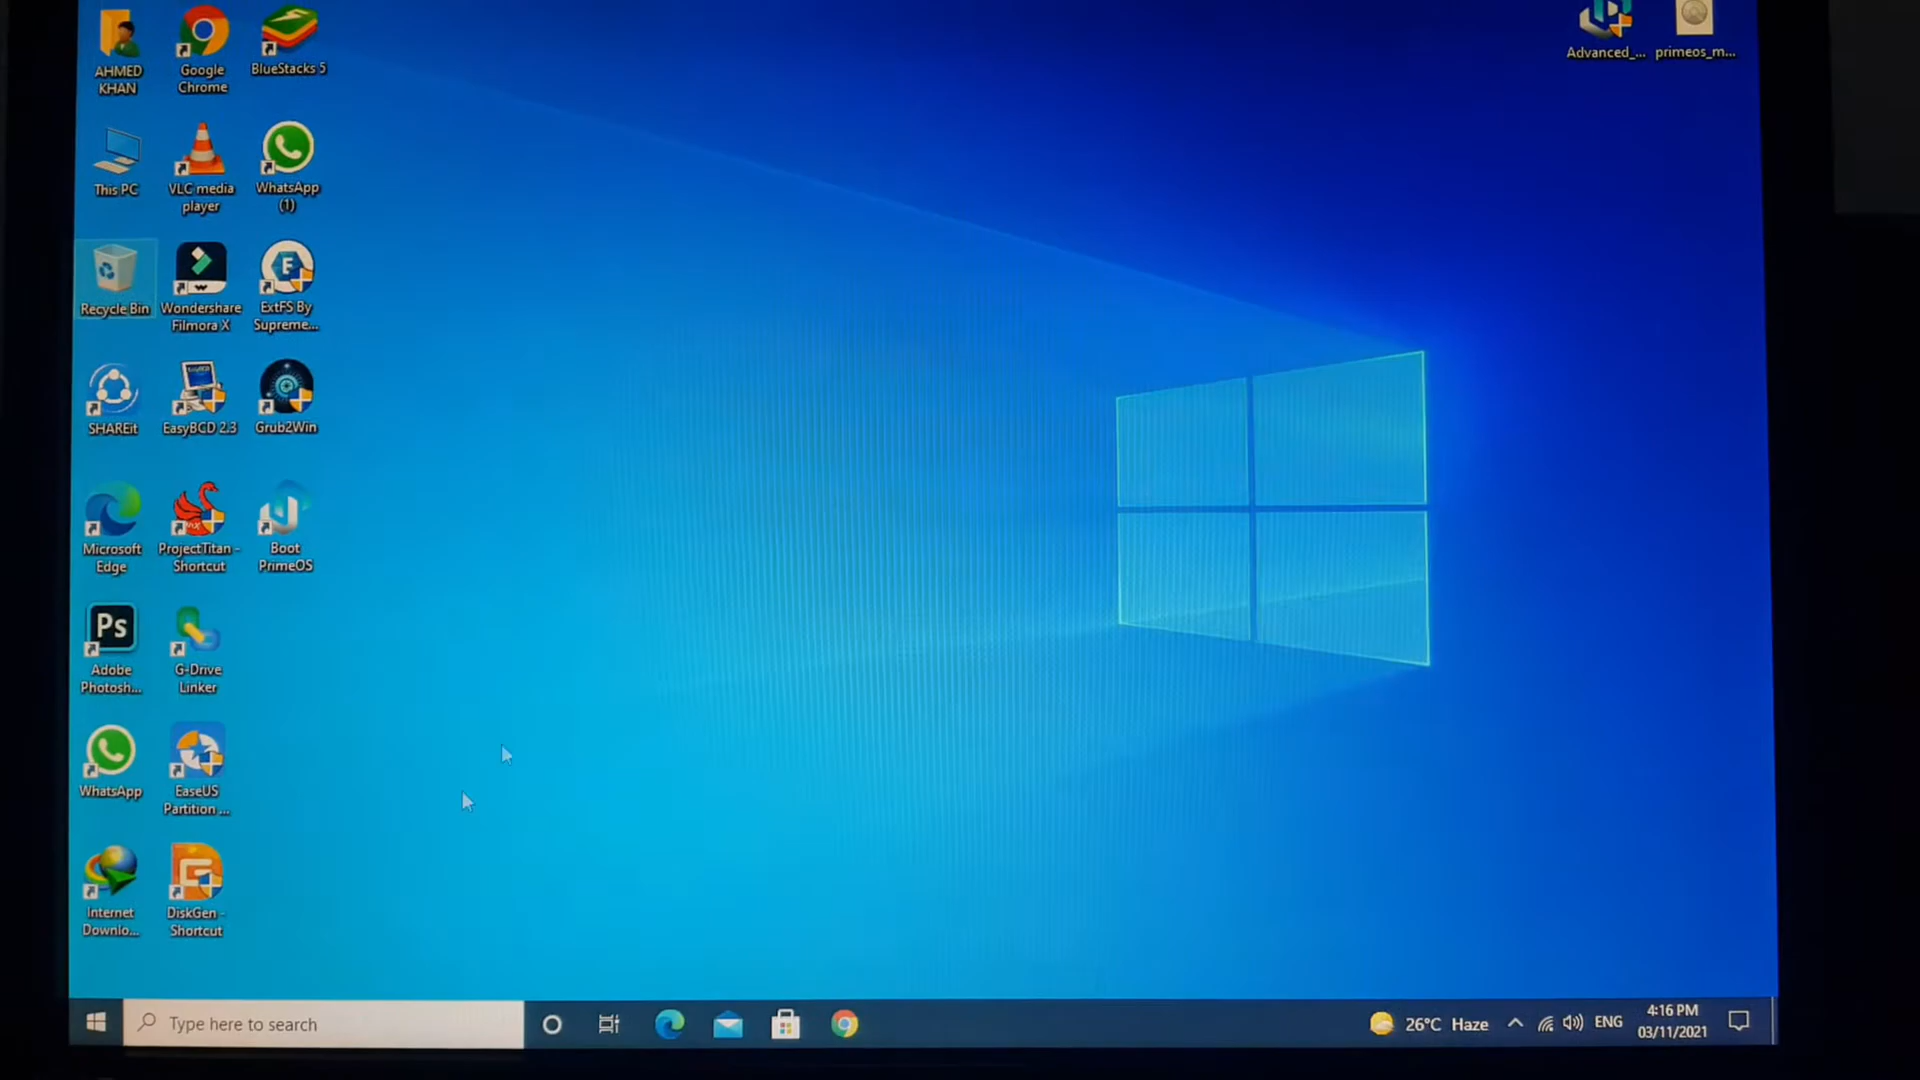 AHMED
KHAN
Google
Chrome
BlueStacks 5
This PC
VLC media
player
WhatsApp
(1)
Recycle Bin
Wondershare
Filmora X
ExtFS By
Supreme...
SHAREit
EasyBCD 2.3
Grub2Win
Microsoft
Edge
ProjectTitan -
Shortcut
Boot
PrimeOS
Ps
Adobe
Photosh...
G-Drive
Linker
WhatsApp
EaseUS
Partition ...
Internet
Downlo...
DiskGen -
Shortcut
Advanced_...
primeos_m...
Type here to search
26°C Haze
ENG
4:16 PM
03/11/2021